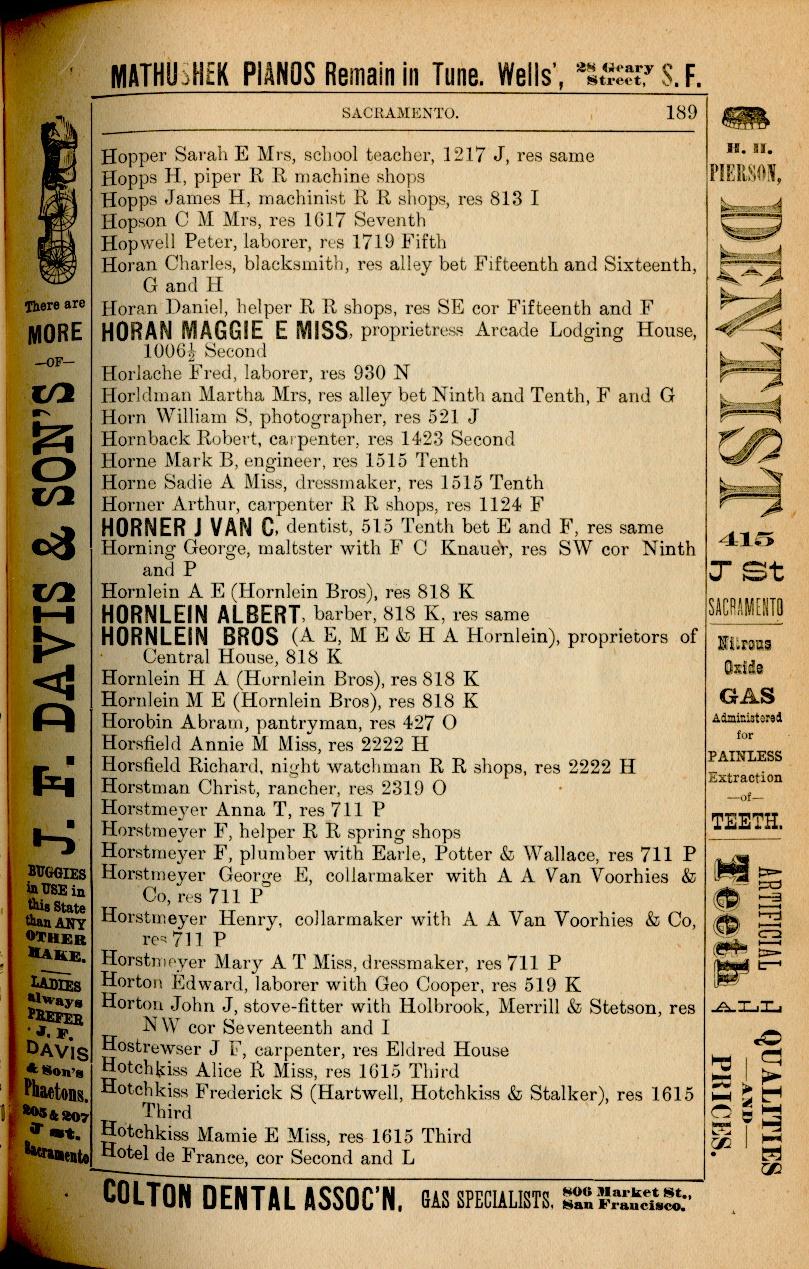 MATHUSHEK PIANOS Remain in Tune. Wells', 28 Geary Street, S. F.
SACRAMENTO. 189
Hopper Sarah E Mrs, school teacher, 1217 J, res same
Hopps H, piper R R machine shops
Hopps James H, machinist R R shops, res 813 I
Hopson C M Mrs, res 1617 Seventh
Hopwell Peter, laborer, res 1719 Fifth
Horan Charles, blacksmith, res alley bet Fifteenth and Sixteenth,
G and H
Horan Daniel, helper R R shops, res SE cor Fifteenth and F
HORAN MAGGIE E MISS, proprietress Arcade Lodging House,
1006½ Second
Horlache Fred, laborer, res 930 N
Horldman Martha Mrs, res alley bet Ninth and Tenth, F and G
Horn William S, photographer, res 521 J
Hornback Robert, carpenter, res 1423 Second
Horne Mark B, engineer, res 1515 Tenth
Horne Sadie A Miss, dressmaker, res 1515 Tenth
Horner Arthur, carpenter R R shops, res 1124 F
HORNER J VAN C, dentist, 515 Tenth bet E and F, res same
Horning George, maltster with F C Knauer, res SW cor Ninth
and P
Hornlein A E (Hornlein Bros), res 818 K
HORNLEIN ALBERT, barber, 818 K, res same
HORNLEIN BROS (A E, M E & H A Hornlein), proprietors of
Central House, 818 K
Hornlein H A (Hornlein Bros), res 818 K
Hornlein M E (Hornlein Bros), res 818 K
Horobin Abram, pantryman, res 427 O
Horsfield Annie M Miss, res 2222 H
Horsfield Richard, night watchman R R shops, res 2222 H
Horstman Christ, rancher, res 2319 O
Horstmeyer Anna T, res 711 P
Horstmeyer F, helper R R spring shops
Horstmeyer F, plumber with Earle, Potter & Wallace, res 711 P
Horstmeyer George E, collarmaker with A A Van Voorhies &
Co, res 711 P
Horstmeyer Henry, collarmaker with A A Van Voorhies & Co,
res 711 P
Horstmeyer Mary A T Miss, dressmaker, res 711 P
Horton Edward, laborer with Geo Cooper, res 519 K
Horton John J, stove-fitter with Holbrook, Merrill & Stetson, res
NW cor Seventeenth and I
Hostrewser J F, carpenter, res Eldred House
Hotchkiss Alice R Miss, res 1615 Third
Hotchkiss Frederick S (Hartwell, Hotchkiss & Stalker), res 1615
Third
Hotchkiss Mamie E Miss, res 1615 Third
Hotel de France, cor Second and L
There are
MORE
—OF—
J. F. DAVIS & SON'S
BUGGIES
in USE in
this State
than ANY
OTHER
MAKE.
LADIES
always
PREFER
J. F.
DAVIS
& Son's
Phaetons.
205 & 207
J st.
Sacramento
H. H.
PIERSON,
DENTIST
415
J St
SACRAMENTO
Nitrous
Oxide
GAS
Administered
for
PAINLESS
Extraction
—of—
TEETH.
ARTIFICIAL
Teeth
ALL
QUALITIES
—AND—
PRICES.
COLTON DENTAL ASSOC'N, GAS SPECIALISTS, 806 Market St., San Francisco.